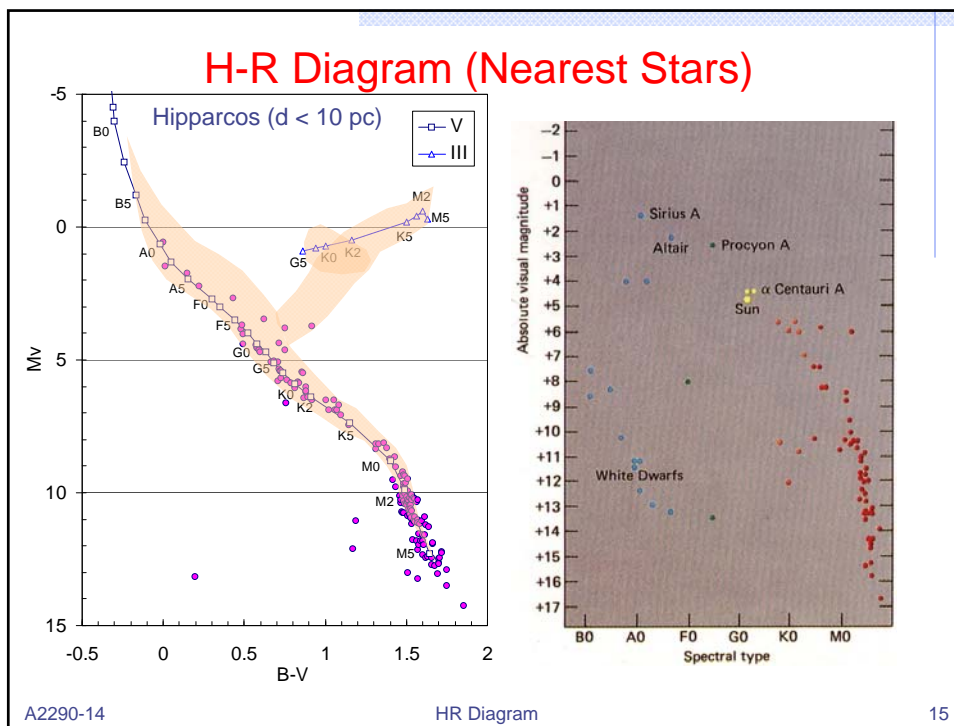 H-R Diagram (Nearest Stars)
Hipparcos (d < 10 pc)
V
III
-5
0
5
10
15
Mv
-0.5
0
0.5
1
1.5
2
B-V
B0
B5
A0
A5
F0
F5
G0
G5
K0
K2
K5
M0
M2
M5
G5
K0
K2
K5
M2
M5
Absolute visual magnitude
−2
−1
0
+1
+2
+3
+4
+5
+6
+7
+8
+9
+10
+11
+12
+13
+14
+15
+16
+17
Sirius A
Altair
Procyon A
α Centauri A
Sun
White Dwarfs
B0
A0
F0
G0
K0
M0
Spectral type
A2290-14
HR Diagram
15